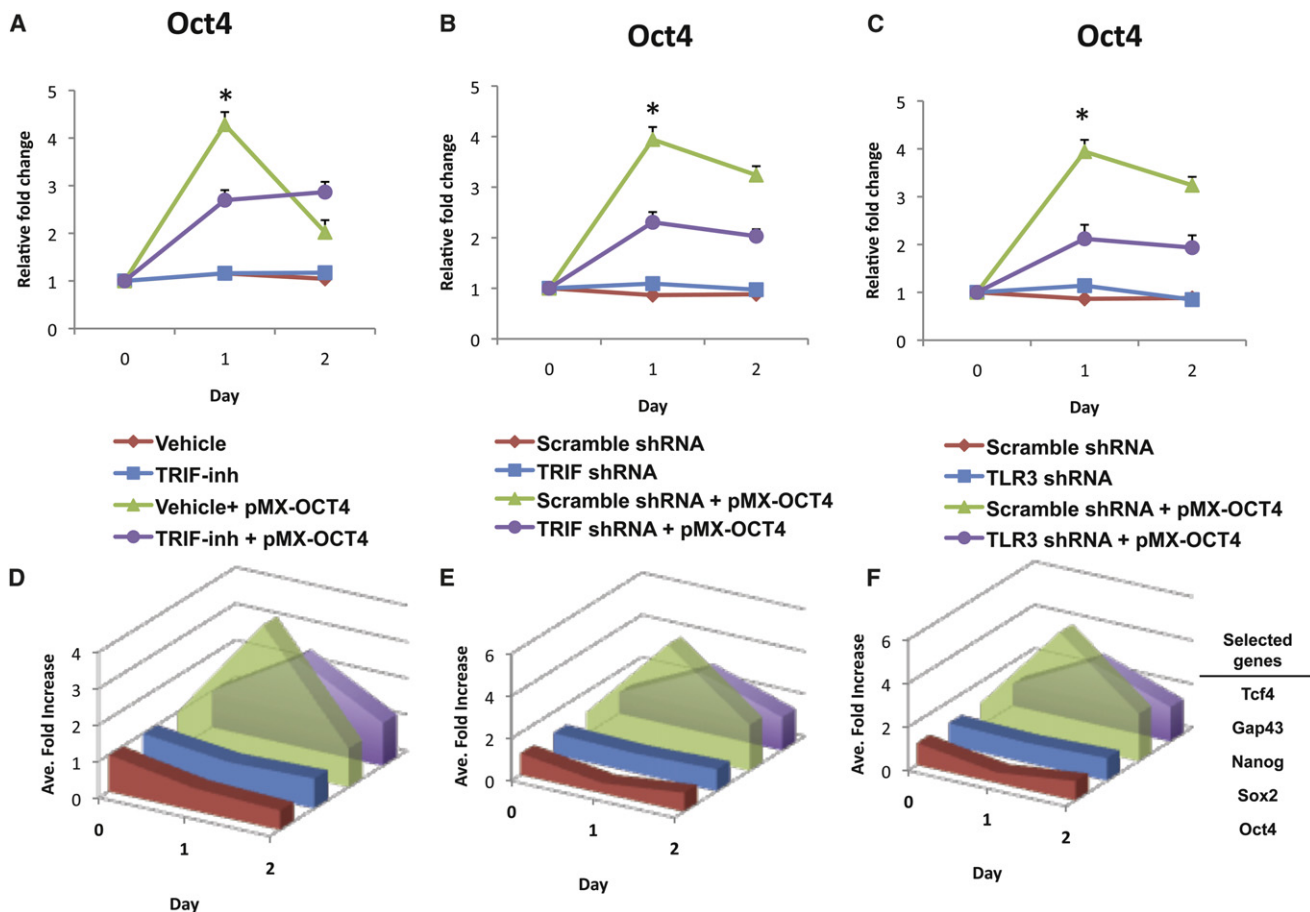 A
Oct4
Relative fold change
5
4
3
2
1
0
*
0
1
2
Day
Vehicle
TRIF-inh
Vehicle+ pMX-OCT4
TRIF-inh + pMX-OCT4
B
Oct4
Relative fold change
5
4
3
2
1
0
*
0
1
2
Day
Scramble shRNA
TRIF shRNA
Scramble shRNA + pMX-OCT4
TRIF shRNA + pMX-OCT4
C
Oct4
Relative fold change
5
4
3
2
1
0
*
0
1
2
Day
Scramble shRNA
TLR3 shRNA
Scramble shRNA + pMX-OCT4
TLR3 shRNA + pMX-OCT4
D
Ave. Fold Increase
4
3
2
1
0
0
1
2
Day
E
Ave. Fold Increase
6
4
2
0
0
1
2
Day
F
Ave. Fold Increase
6
4
2
0
0
1
2
Day
Selected
genes
Tcf4
Gap43
Nanog
Sox2
Oct4